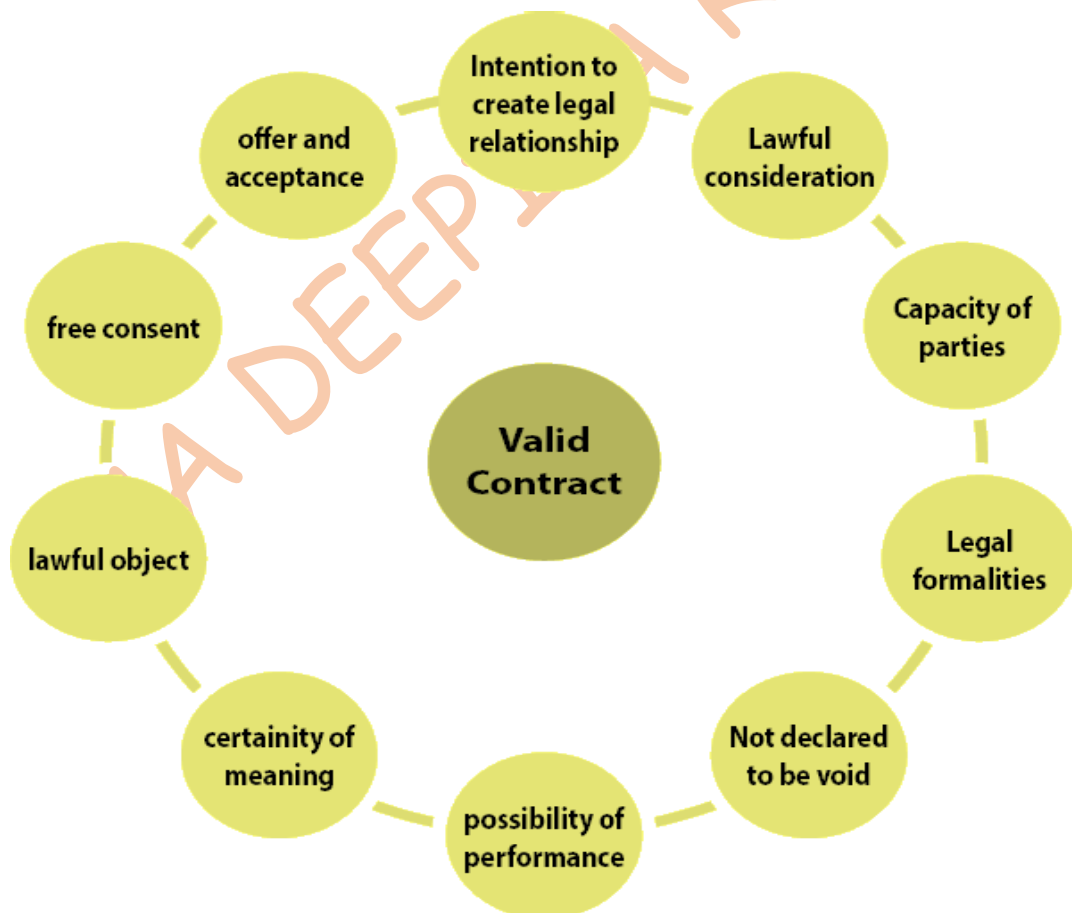 Intention to
create legal
relationship
Lawful
consideration
Capacity of
parties
Legal
formalities
Not declared
to be void
possibility of
performance
certainity of
meaning
lawful object
free consent
offer and
acceptance
Valid
Contract